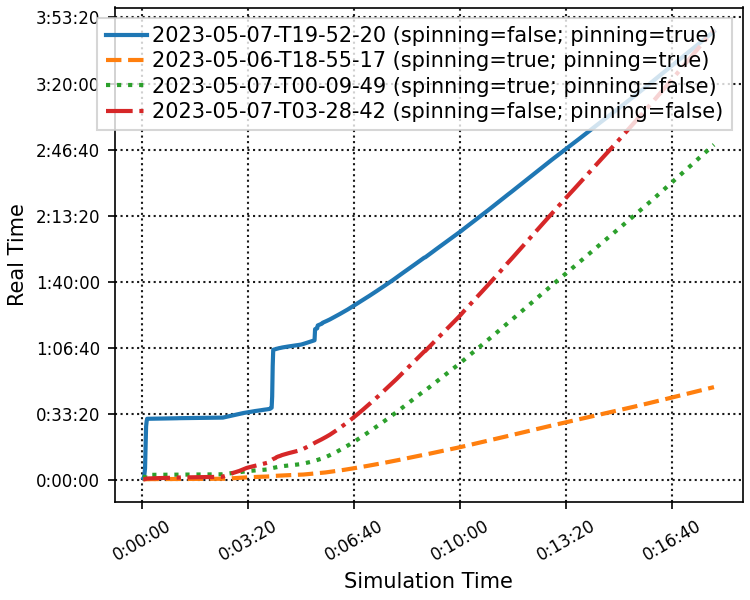 3:53:20
3:20:00
2:46:40
2:13:20
1:40:00
1:06:40
0:33:20
0:00:00
Real Time
2023-05-07-T19-52-20 (spinning=false; pinning=true)
2023-05-06-T18-55-17 (spinning=true; pinning=true)
2023-05-07-T00-09-49 (spinning=true; pinning=false)
2023-05-07-T03-28-42 (spinning=false; pinning=false)
0:00:00
0:03:20
0:06:40
0:10:00
0:13:20
0:16:40
Simulation Time